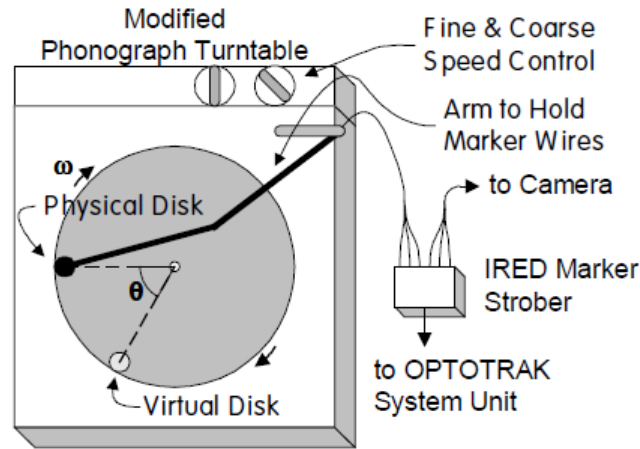 Modified
Phonograph Turntable
Fine & Coarse
Speed Control
Arm to Hold
Marker Wires
to Camera
ω
Physical Disk
IRED Marker
Strober
θ
to OPTOTRAK
System Unit
Virtual Disk